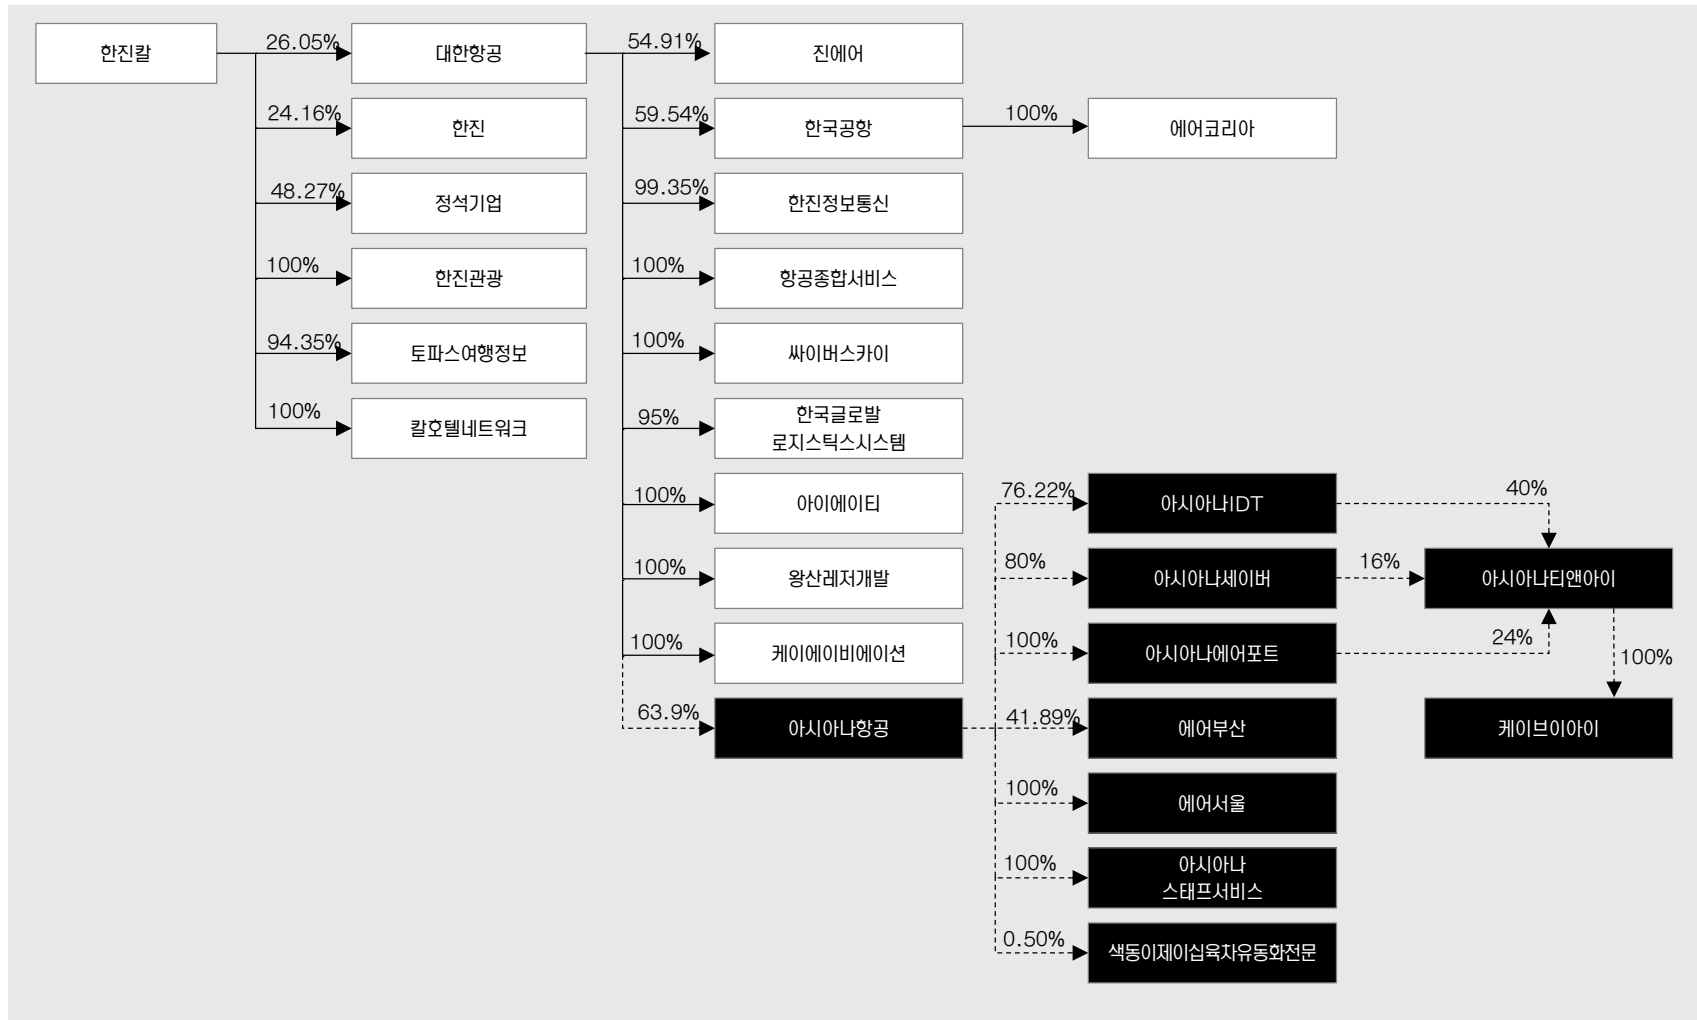 한진칼
26.05%
대한항공
54.91%
진에어
24.16%
한진
59.54%
한국공항
100%
에어코리아
48.27%
정석기업
99.35%
한진정보통신
100%
한진관광
100%
항공종합서비스
94.35%
토파스여행정보
100%
싸이버스카이
100%
칼호텔네트워크
95%
한국글로발
로지스틱스시스템
100%
아이에이티
76.22%
아시아나IDT
40%
100%
왕산레저개발
80%
아시아나세이버
16%
아시아나티앤아이
100%
케이에이비에이션
100%
아시아나에어포트
24%
100%
63.9%
아시아나항공
41.89%
에어부산
케이브이아이
100%
에어서울
100%
아시아나
스태프서비스
0.50%
색동이제이십육차유동화전문